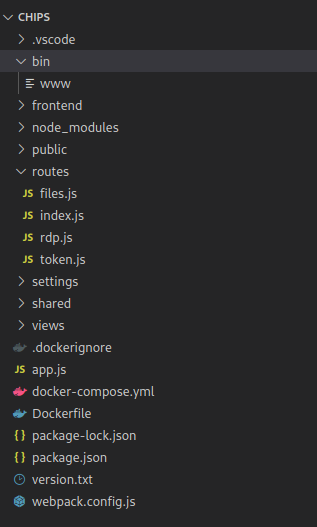 CHIPS
.vscode
bin
www
frontend
node_modules
public
routes
JS files.js
JS index.js
JS rdp.js
JS token.js
settings
shared
views
.dockerignore
JS app.js
docker-compose.yml
Dockerfile
{} package-lock.json
{} package.json
version.txt
webpack.config.js